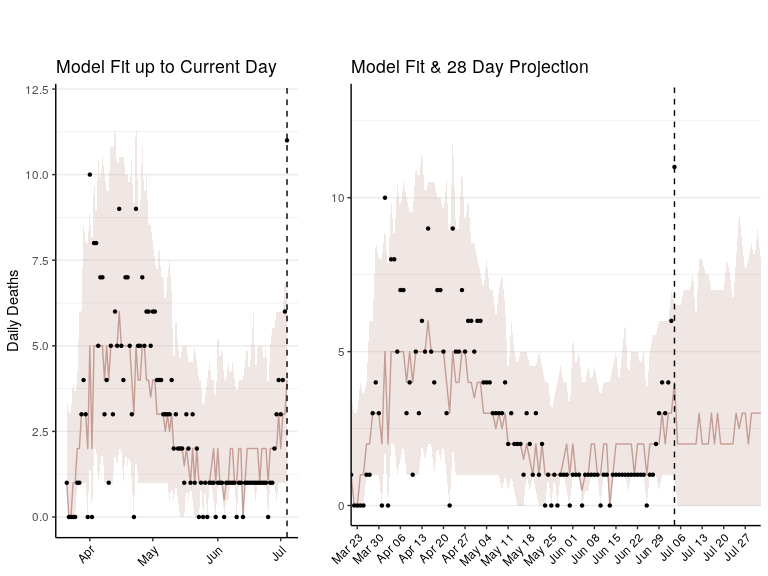 Model Fit up to Current Day
Model Fit & 28 Day Projection
Daily Deaths
12.5
10.0
7.5
5.0
2.5
0.0
Apr
May
Jun
Jul
10
5
0
Mar 23
Mar 30
Apr 06
Apr 13
Apr 20
Apr 27
May 04
May 11
May 18
May 25
Jun 01
Jun 08
Jun 15
Jun 22
Jun 29
Jul 06
Jul 13
Jul 20
Jul 27